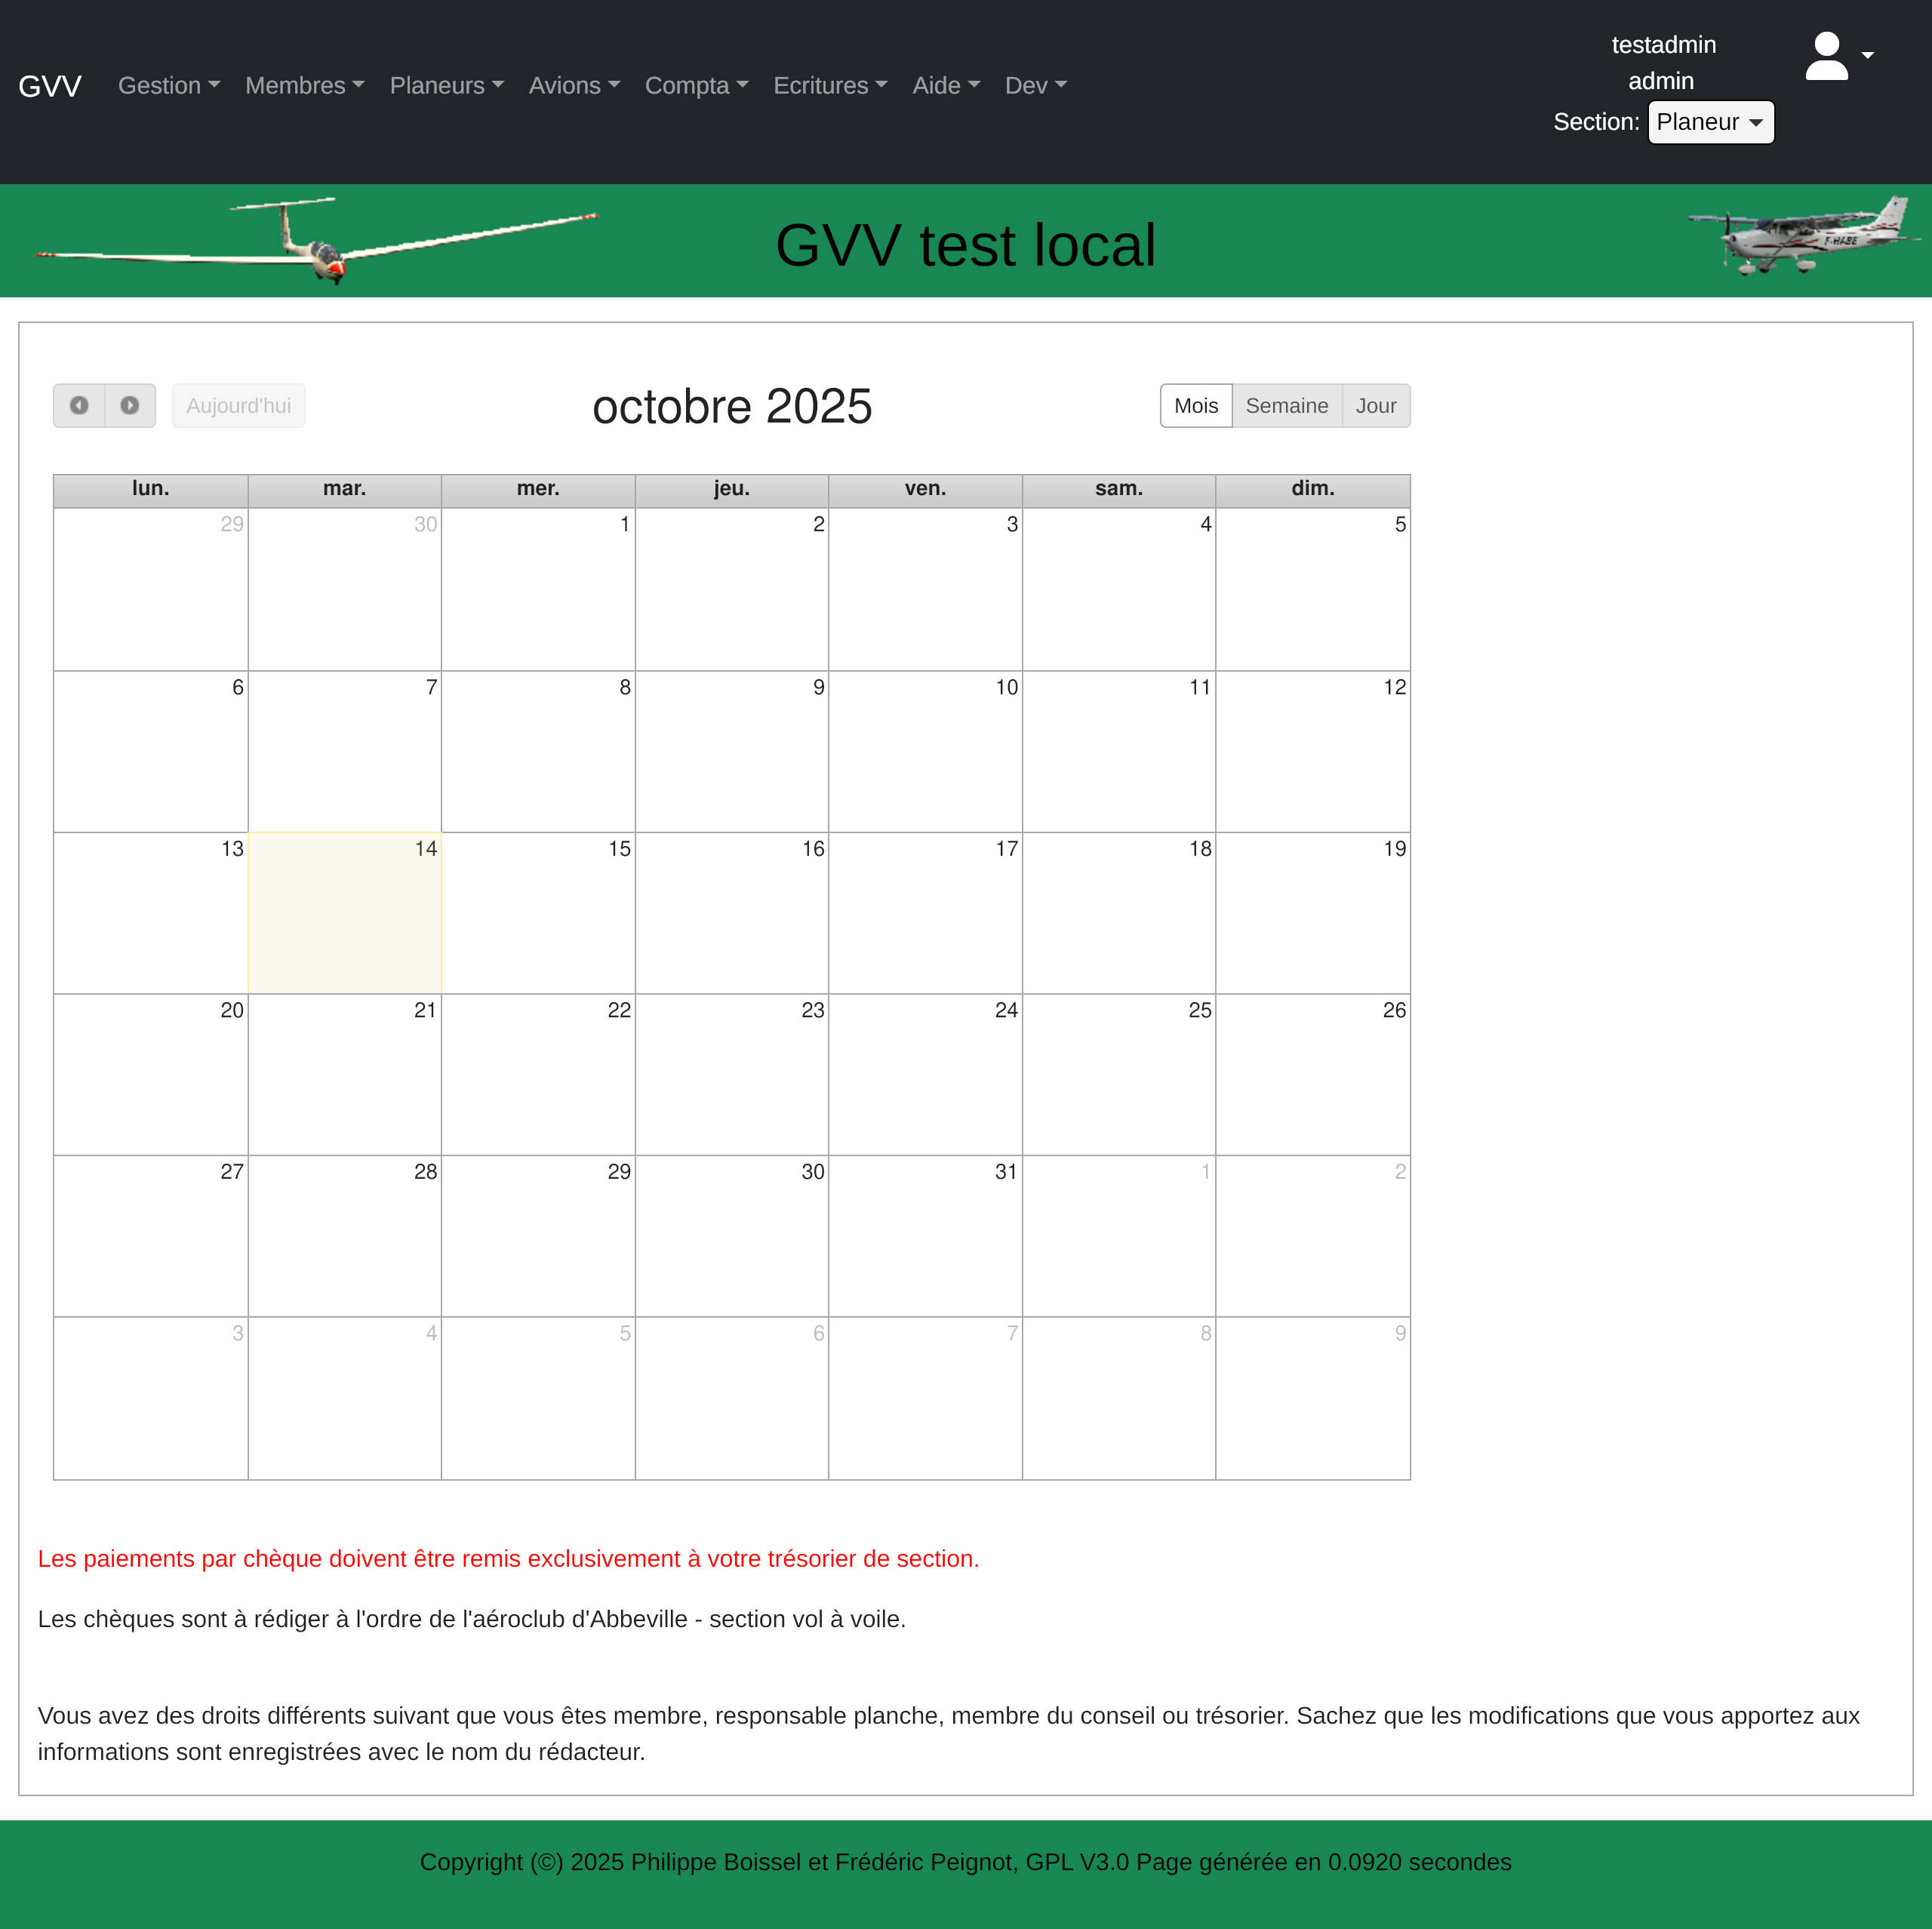 testadmin
admin
GVV Gestion Membres Planeurs Avions Compta Ecritures Aide Dev
Section: Planeur
GVV test local
F-HABE
Aujourd'hui octobre 2025 Mois Semaine Jour
lun. mar. mer. jeu. ven. sam. dim.
29 30 1 2 3 4 5
6 7 8 9 10 11 12
13 14 15 16 17 18 19
20 21 22 23 24 25 26
27 28 29 30 31 1 2
3 4 5 6 7 8 9
Les paiements par chèque doivent être remis exclusivement à votre trésorier de section.
Les chèques sont à rédiger à l'ordre de l'aéroclub d'Abbeville - section vol à voile.
Vous avez des droits différents suivant que vous êtes membre, responsable planche, membre du conseil ou trésorier. Sachez que les modifications que vous apportez aux
informations sont enregistrées avec le nom du rédacteur.
Copyright (©) 2025 Philippe Boissel et Frédéric Peignot, GPL V3.0 Page générée en 0.0920 secondes